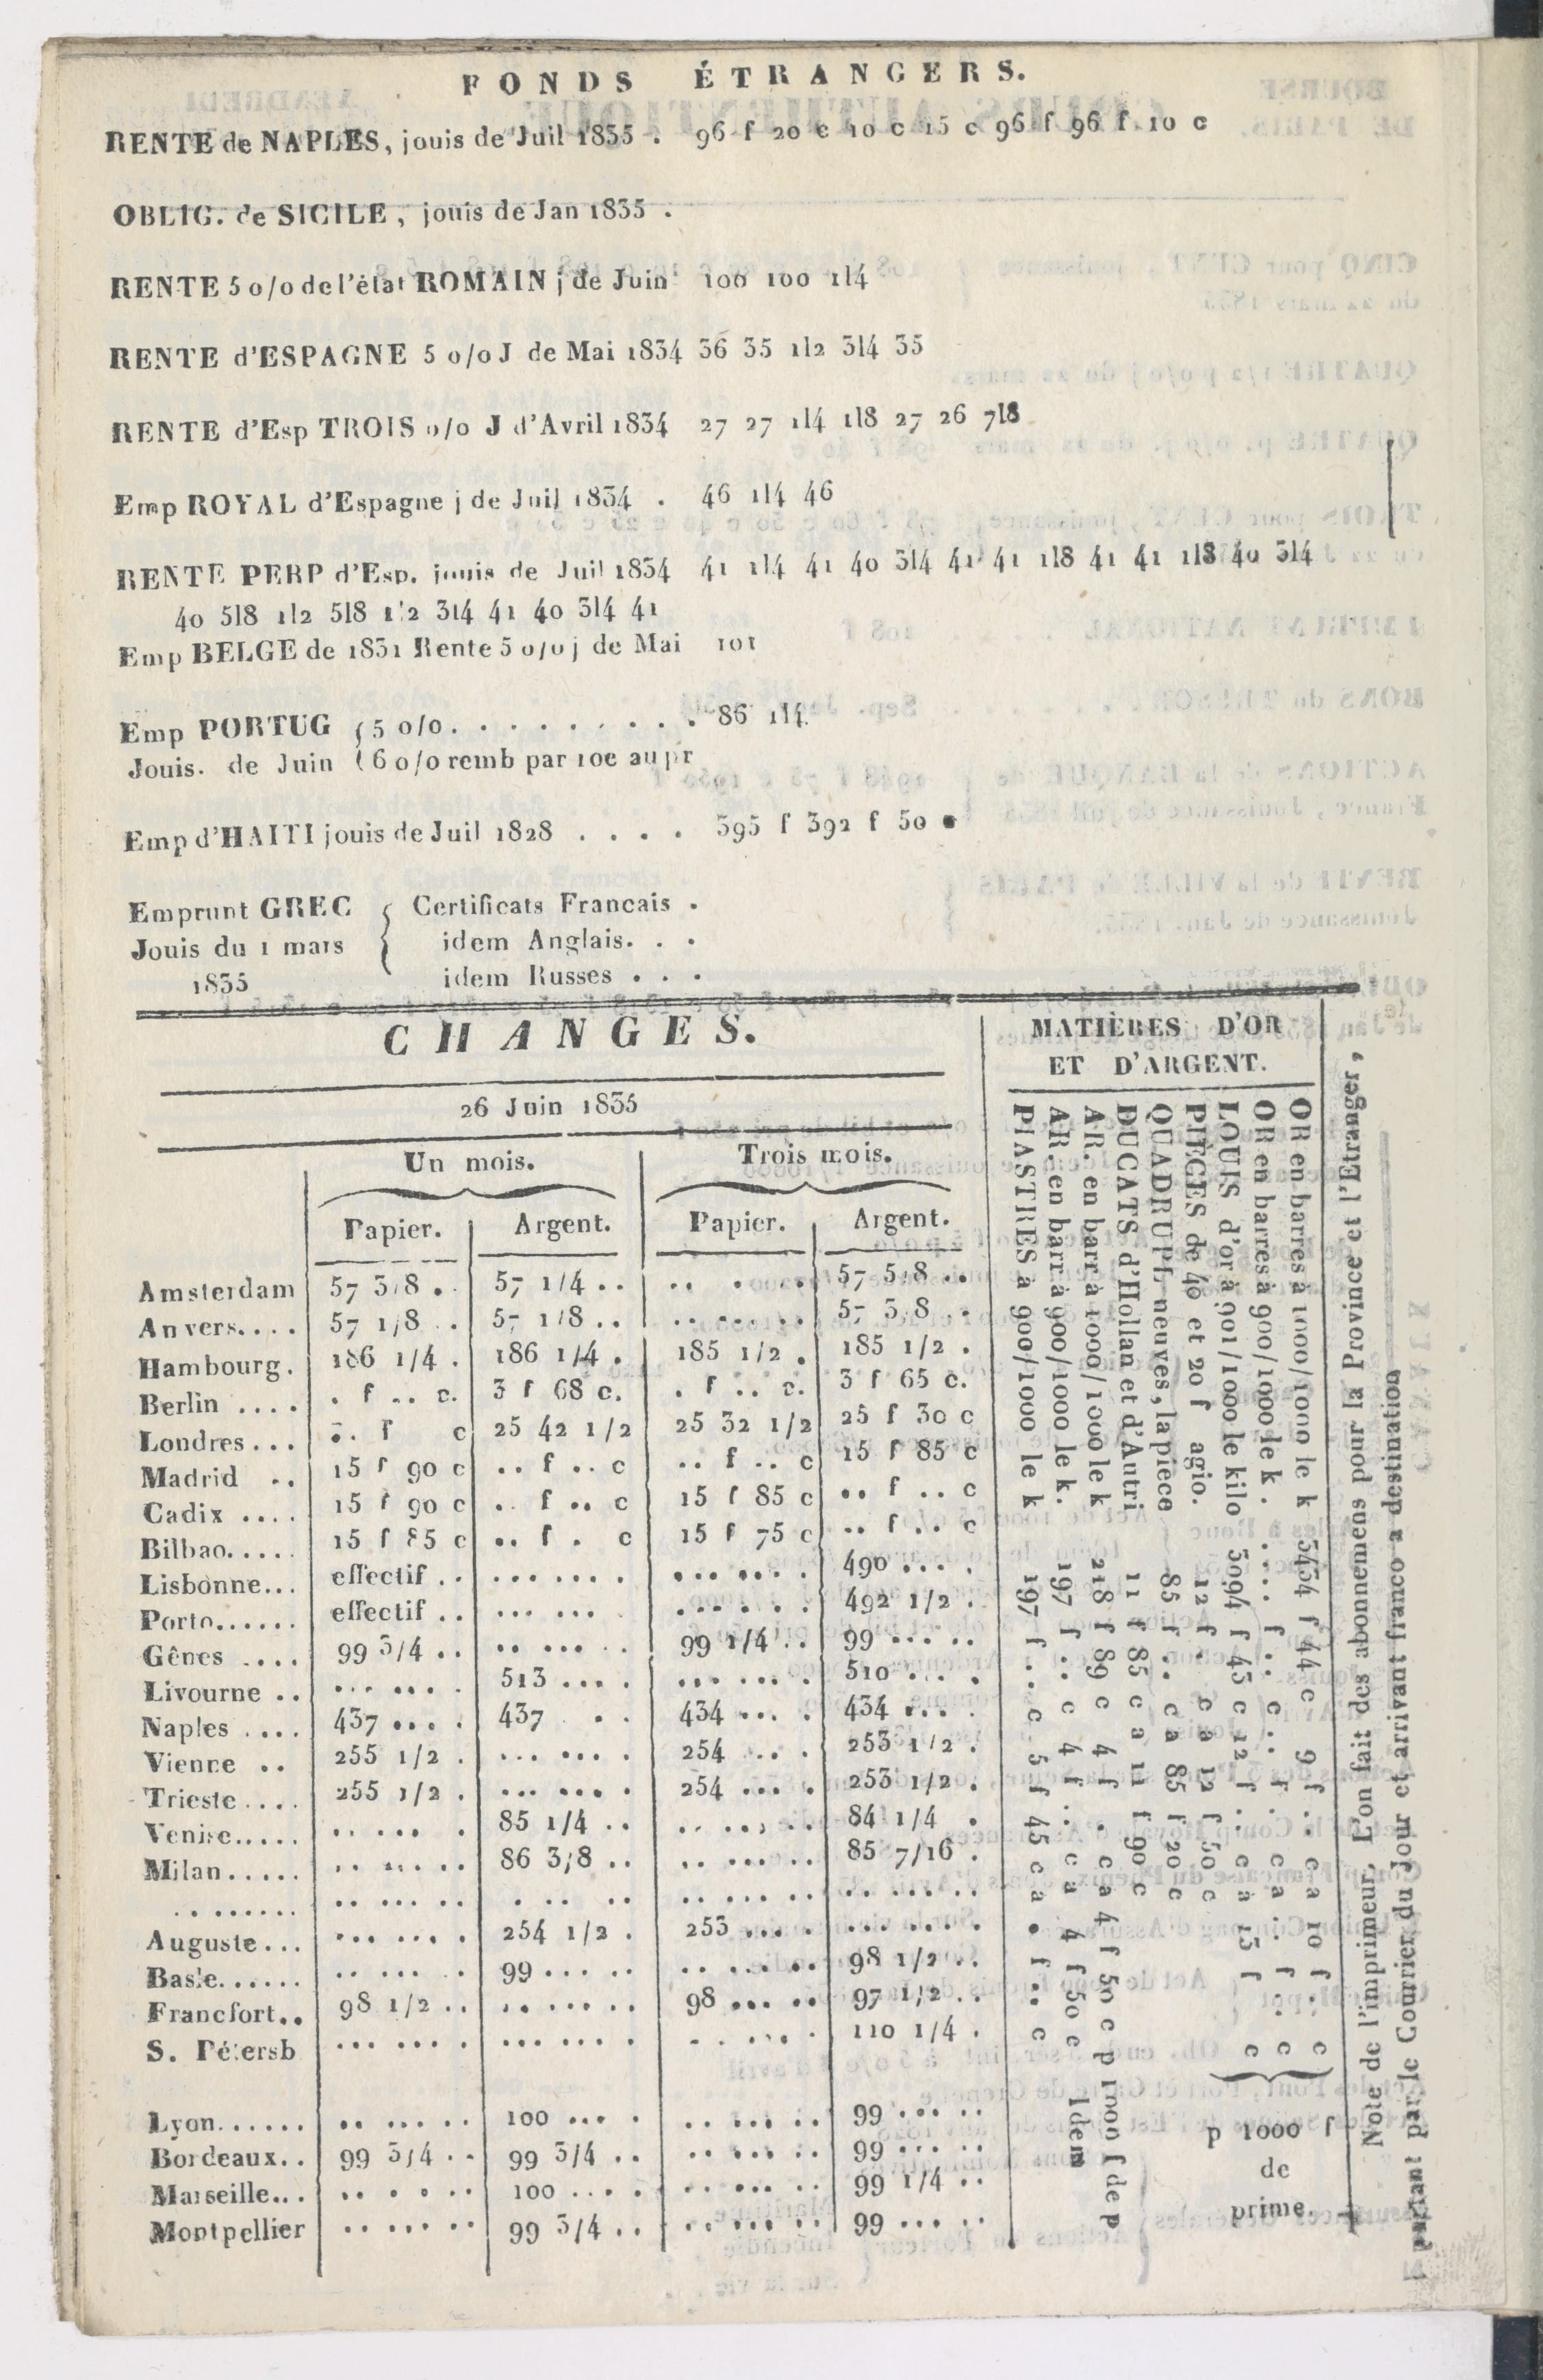 FONDS ÉTRANGERS.
RENTE de NAPLES, jouis de Juil 1835 . 96 f 20 c 10 c 15 c 96 f 96 f 10 c
OBLIG. de SICILE, jouis de Jan 1835 .
RENTE 5 o/o de l'état ROMAIN j de Juin 100 100 1l4
RENTE d'ESPAGNE 5 o/o J de Mai 1834 36 35 1l2 3l4 35
RENTE d'Esp TROIS o/o J d'Avril 1834 27 27 1l4 1l8 27 26 7l8
Emp ROYAL d'Espagne j de Juil 1834 . 46 1l4 46
RENTE PERP d'Esp. jouis de Juil 1834 41 1l4 41 40 3l4 41 41 1l8 41 41 1l8 40 3l4
40 5l8 1l2 5l8 1l2 3l4 41 40 3l4 41
Emp BELGE de 1831 Rente 5 o/o j de Mai 101
Emp PORTUG { 5 o/o. . . . . . . . . . 86 1l4
Jouis. de Juin { 6 o/o remb par 10e au pr
Emp d'HAITI jouis de Juil 1828 . . . . 395 f 392 f 50
Emprunt GREC { Certificats Francais .
Jouis du 1 mars idem Anglais. . .
1835 idem Russes . . .
CHANGES.
26 Juin 1835
Un mois. Trois mois.
Papier. Argent. Papier. Argent.
Amsterdam 57 3/8 . . 57 1/4 . . .. . . . 57 5/8 . .
Anvers.... 57 1/8 . . 57 1/8 . . .. ... .. 57 3/8 . .
Hambourg. 186 1/4 . 186 1/4 . 185 1/2 . 185 1/2 .
Berlin .... . f .. c. 3 f 68 c. . f .. c. 3 f 65 c.
Londres... .. f c 25 42 1/2 25 32 1/2 25 f 30 c
Madrid .. 15 f 90 c .. f .. c .. f .. c 15 f 85 c
Cadix .... 15 f 90 c .. f .. c 15 f 85 c .. f .. c
Bilbao..... 15 f 85 c .. f . c 15 f 75 c .. f .. c
Lisbonne... effectif .. ... .... ... ... . 490 ... .
Porto...... effectif .. ... ... .. ... . 492 1/2 .
Gênes .... 99 3/4 .. .. ... . 99 1/4 .. 99 ... ..
Livourne .. ... ... . 513 ... . ... ... . 510 ... .
Naples .... 437 ... . 437 . . 434 ... . 434 ... .
Vienne .. 255 1/2 . ... ... . 254 ... . 253 1/2 .
Trieste.... 255 1/2 . ... ... . 254 ... . 253 1/2 .
Venise..... .. ... . 85 1/4 .. .. ... .. 84 1/4 .
Milan..... .. ... .. 86 3/8 .. .. ... .. 85 7/16 .
........ .. ... .. . .. .. .. ... .. .. ... ..
Auguste... ... ... . 254 1/2 . 253 ... . ... ... .
Basle...... .. ... .. 99 ... .. .. ... .. 98 1/2 ..
Francfort.. 98 1/2 .. .. ... .. 98 ... .. 97 1/2 ..
S. Pétersb ... ... . ... ... . . . ... . 110 1/4 .
Lyon...... .. ... .. 100 ... . .. ... .. 99 ... ..
Bordeaux.. 99 3/4 .. 99 3/4 .. .. ... .. 99 ... ..
Marseille... .. . . .. 100 .... .. ... .. 99 1/4 ..
Montpellier .. ... .. 99 3/4 .. .. ... .. 99 ... ..
MATIÈRES D'OR
ET D'ARGENT.
OR en barres à 1000/1000 le k 3434 f 44 c 9 f . . c a 10 f . . c
OR en barres à 900/1000 le k . . . . f . . c . . f . c a . . f . . c
LOUIS d'or à 901/1000 le kilo 3094 f 43 c 12 f . . c a 13 f c
PIÈCES de 40 et 20 f agio. 12 f . c a 12 f 50 c
QUADRUPL neuves, la pièce 85 f . . c a 85 f 20 c
DUCATS d'Hollan et d'Autri 11 f 85 c a 11 f 90 c
AR. en barr à 1000/1000 le k 218 f 89 c 4 f . c a 4 f 50 c p 1000 f de p
AR. en barr à 900/1000 le k. 197 f . . c 4 f . . c a 4 f 50 c Idem
PIASTRES à 900/1000 le k 197 f . . c 5 f 45 c a . f . . c
p 1000 f
de
prime.
Note de l'imprimeur. L'on fait des abonnemens pour la Province et l'Etranger,
partant par le Courrier du Jour et arrivant franco a destination